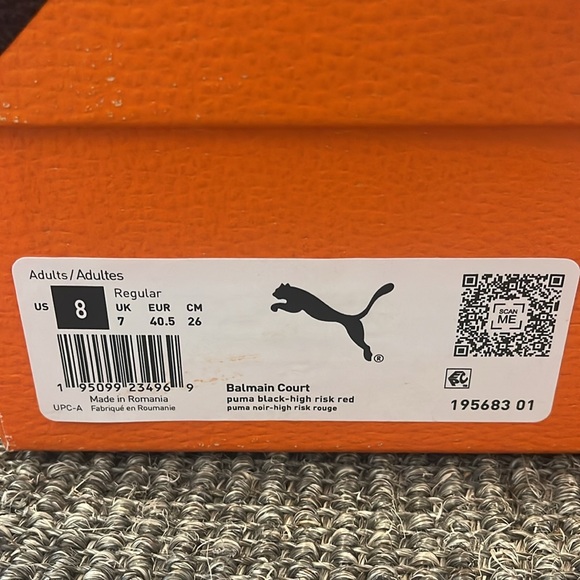 Adults/Adultes
Regular
US 8 UK EUR CM
7 40.5 26
SCAN
ME
1 95099 23496 9
UPC-A
Made in Romania
Fabriqué en Roumanie
®
Balmain Court
puma black-high risk red
puma noir-high risk rouge
195683 01